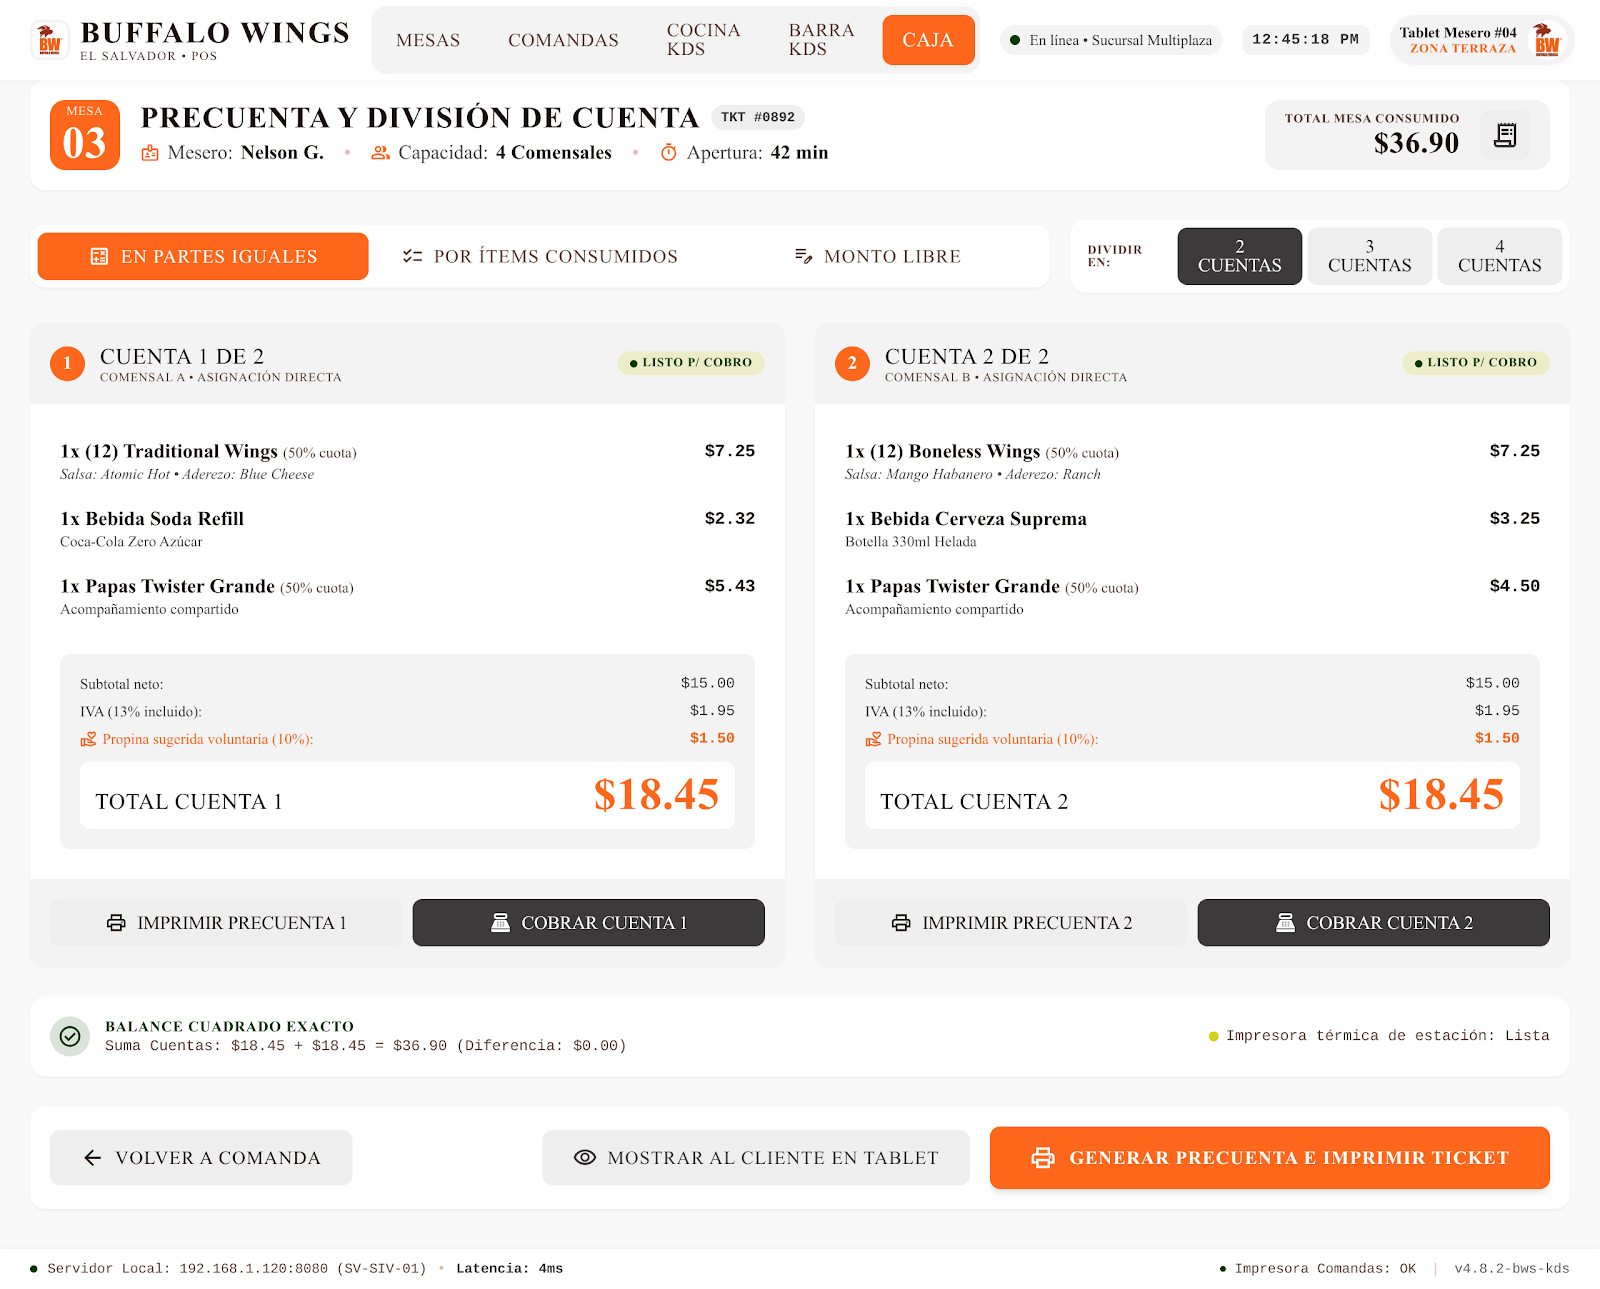 BUFFALO WINGS
EL SALVADOR • POS
MESAS
COMANDAS
COCINA
KDS
BARRA
KDS
CAJA
En línea • Sucursal Multiplaza
12:45:18 PM
Tablet Mesero #04
ZONA TERRAZA
MESA
03
PRECUENTA Y DIVISIÓN DE CUENTA
TKT #0892
Mesero: Nelson G. • Capacidad: 4 Comensales • Apertura: 42 min
TOTAL MESA CONSUMIDO
$36.90
EN PARTES IGUALES
POR ÍTEMS CONSUMIDOS
MONTO LIBRE
DIVIDIR
EN:
2
CUENTAS
3
CUENTAS
4
CUENTAS
1
CUENTA 1 DE 2
COMENSAL A • ASIGNACIÓN DIRECTA
● LISTO P/ COBRO
1x (12) Traditional Wings (50% cuota) $7.25
Salsa: Atomic Hot • Aderezo: Blue Cheese
1x Bebida Soda Refill $2.32
Coca-Cola Zero Azúcar
1x Papas Twister Grande (50% cuota) $5.43
Acompañamiento compartido
Subtotal neto: $15.00
IVA (13% incluido): $1.95
Propina sugerida voluntaria (10%): $1.50
TOTAL CUENTA 1 $18.45
IMPRIMIR PRECUENTA 1
COBRAR CUENTA 1
2
CUENTA 2 DE 2
COMENSAL B • ASIGNACIÓN DIRECTA
● LISTO P/ COBRO
1x (12) Boneless Wings (50% cuota) $7.25
Salsa: Mango Habanero • Aderezo: Ranch
1x Bebida Cerveza Suprema $3.25
Botella 330ml Helada
1x Papas Twister Grande (50% cuota) $4.50
Acompañamiento compartido
Subtotal neto: $15.00
IVA (13% incluido): $1.95
Propina sugerida voluntaria (10%): $1.50
TOTAL CUENTA 2 $18.45
IMPRIMIR PRECUENTA 2
COBRAR CUENTA 2
BALANCE CUADRADO EXACTO
Suma Cuentas: $18.45 + $18.45 = $36.90 (Diferencia: $0.00)
Impresora térmica de estación: Lista
VOLVER A COMANDA
MOSTRAR AL CLIENTE EN TABLET
GENERAR PRECUENTA E IMPRIMIR TICKET
Servidor Local: 192.168.1.120:8080 (SV-SIV-01) • Latencia: 4ms
Impresora Comandas: OK | v4.8.2-bws-kds